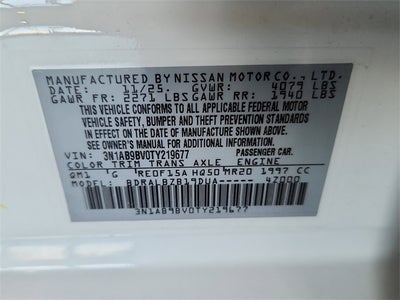 MANUFACTURED BY NISSAN MOTOR CO., LTD.
DATE: 11/25. GVWR: 4079 LBS
GAWR FR: 2271 LBS GAWR RR: 1940 LBS
THIS VEHICLE CONFORMS TO ALL APPLICABLE FEDERAL MOTOR
VEHICLE SAFETY, BUMPER, AND THEFT PREVENTION STANDARDS
IN EFFECT ON THE DATE OF MANUFACTURE SHOWN ABOVE.
SEE OWNER'S MANUAL FOR ADDITIONAL INFORMATION.
VIN: 3N1AB9BV0TY219677 PASSENGER CAR.
COLOR TRIM TRANS AXLE ENGINE
QM1 G RE0F15A HQ50 MR20 1997 CC
MODEL: BDRALBZB19DUA----- 4Z000
3N1AB9BV0TY219677